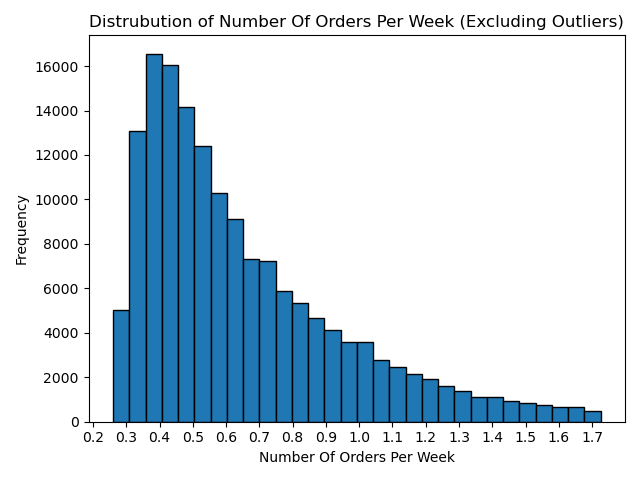 Distrubution of Number Of Orders Per Week (Excluding Outliers)
16000
14000
12000
10000
8000
6000
4000
2000
0
Frequency
0.2 0.3 0.4 0.5 0.6 0.7 0.8 0.9 1.0 1.1 1.2 1.3 1.4 1.5 1.6 1.7
Number Of Orders Per Week